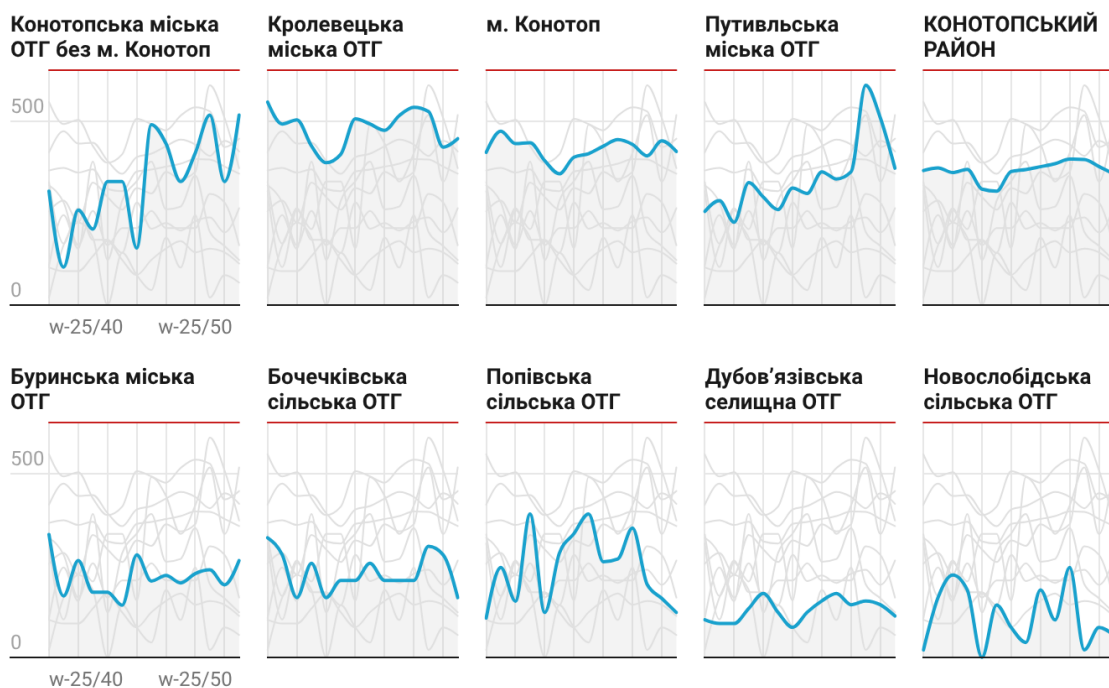 Конотопська міська
ОТГ без м. Конотоп
Кролевецька
міська ОТГ
м. Конотоп
Путивльська
міська ОТГ
КОНОТОПСЬКИЙ
РАЙОН
500
0
w-25/40
w-25/50
Буринська міська
ОТГ
Бочечківська
сільська ОТГ
Попівська
сільська ОТГ
Дубов’язівська
селищна ОТГ
Новослобідська
сільська ОТГ
500
0
w-25/40
w-25/50